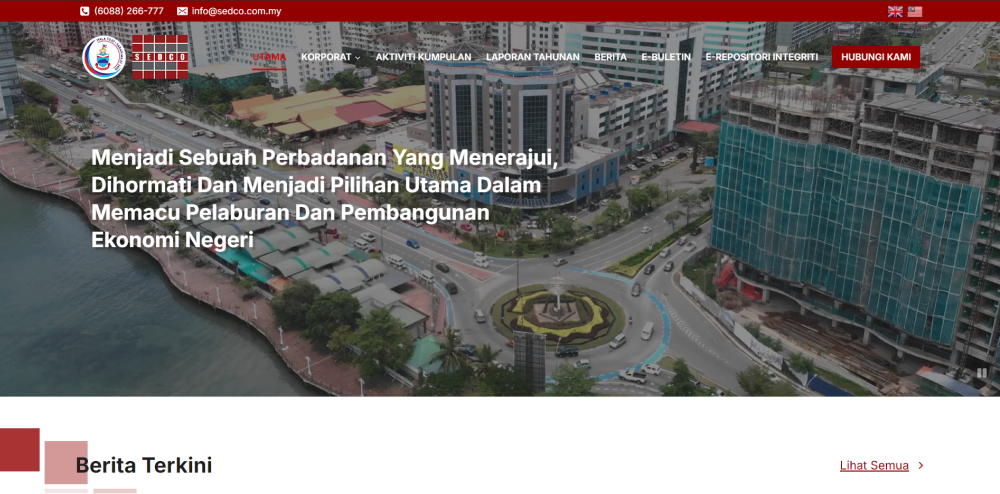 (6088) 266-777 info@sedco.com.my
SEDCO
UTAMA KORPORAT AKTIVITI KUMPULAN LAPORAN TAHUNAN BERITA E-BULETIN E-REPOSITORI INTEGRITI HUBUNGI KAMI
Menjadi Sebuah Perbadanan Yang Menerajui,
Dihormati Dan Menjadi Pilihan Utama Dalam
Memacu Pelaburan Dan Pembangunan
Ekonomi Negeri
Berita Terkini
Lihat Semua